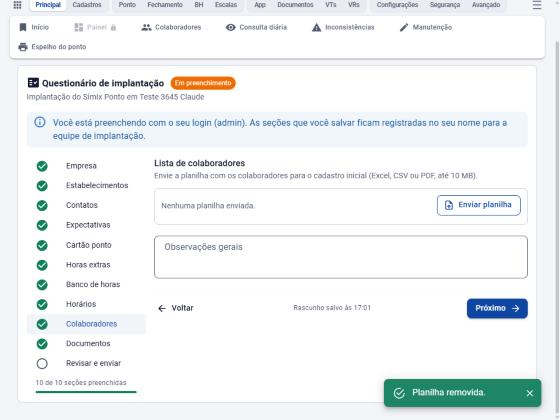 Principal Cadastros Ponto Fechamento BH Escalas App Documentos VTs VRs Configurações Segurança Avançado
Início Painel Colaboradores Consulta diária Inconsistências Manutenção
Espelho do ponto
Questionário de implantação Em preenchimento
Implantação do Simix Ponto em Teste 3645 Claude
Você está preenchendo com o seu login (admin). As seções que você salvar ficam registradas no seu nome para a
equipe de implantação.
Empresa
Estabelecimentos
Contatos
Expectativas
Cartão ponto
Horas extras
Banco de horas
Horários
Colaboradores
Documentos
Revisar e enviar
10 de 10 seções preenchidas
Lista de colaboradores
Envie a planilha com os colaboradores para o cadastro inicial (Excel, CSV ou PDF, até 10 MB).
Nenhuma planilha enviada. Enviar planilha
Observações gerais
Voltar Rascunho salvo às 17:01 Próximo
Planilha removida.